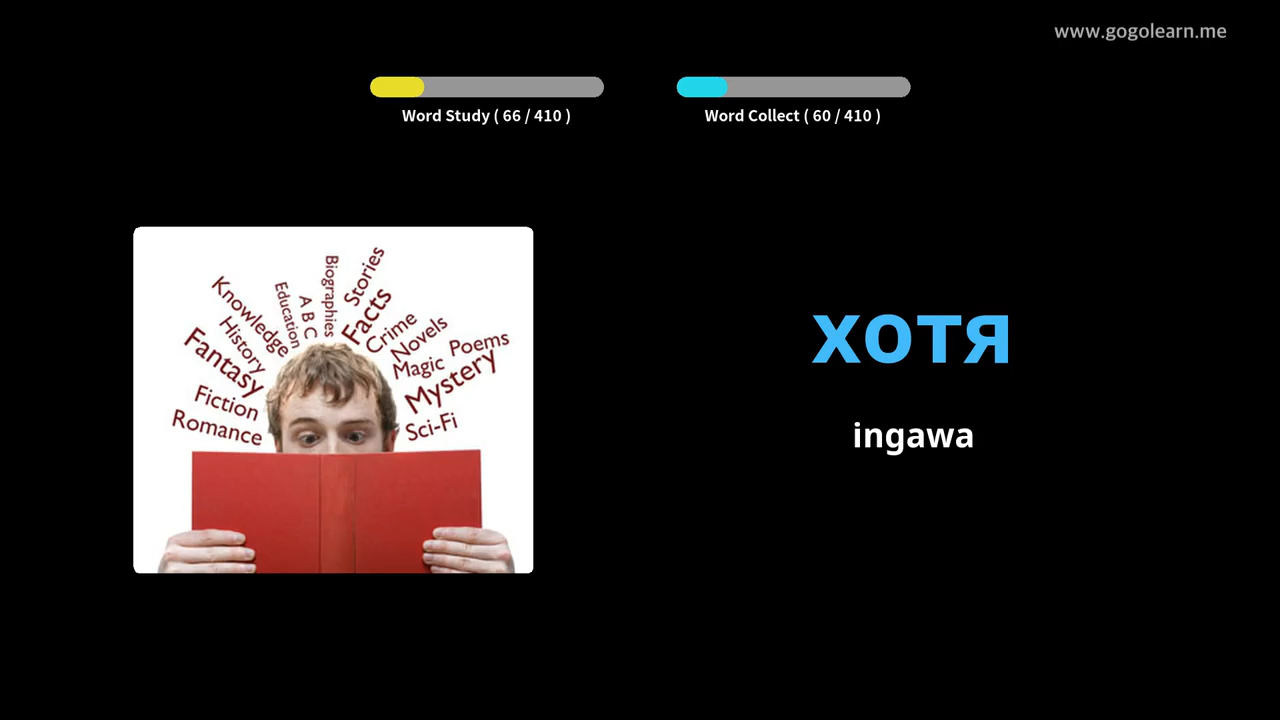 www.gogolearn.me
Word Study ( 66 / 410 )
Word Collect ( 60 / 410 )
Biographies
Stories
Education
A B C
Facts
Knowledge
Crime
History
Novels
Fantasy
Magic
Poems
Mystery
Fiction
Romance
Sci-Fi
хотя
ingawa